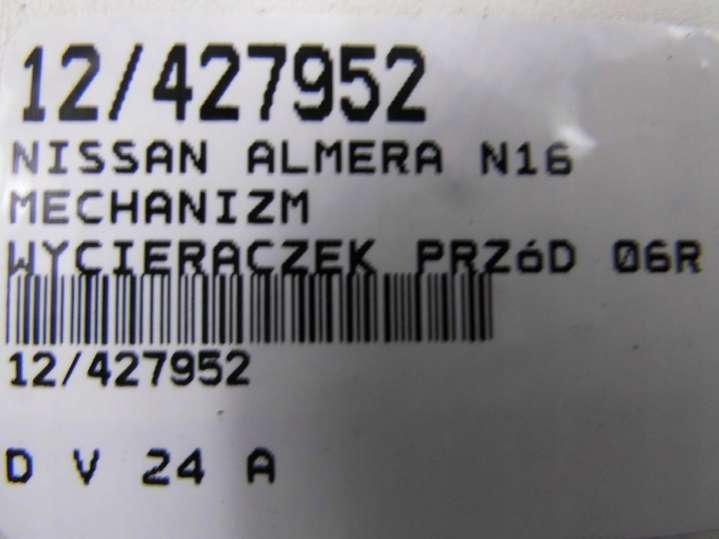 12/427952
NISSAN ALMERA N16
MECHANIZM
WYCIERACZEK PRZóD 06R
12/427952
D V 24 A